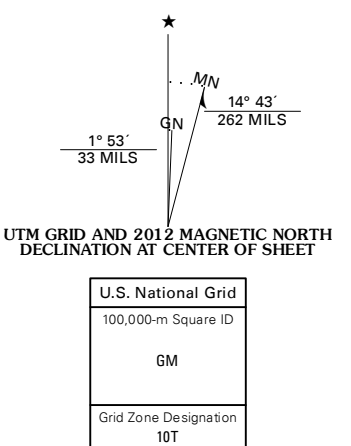 ★
MN
GN
14° 43´
262 MILS
1° 53´
33 MILS
UTM GRID AND 2012 MAGNETIC NORTH
DECLINATION AT CENTER OF SHEET
U.S. National Grid
100,000-m Square ID
GM
Grid Zone Designation
10T